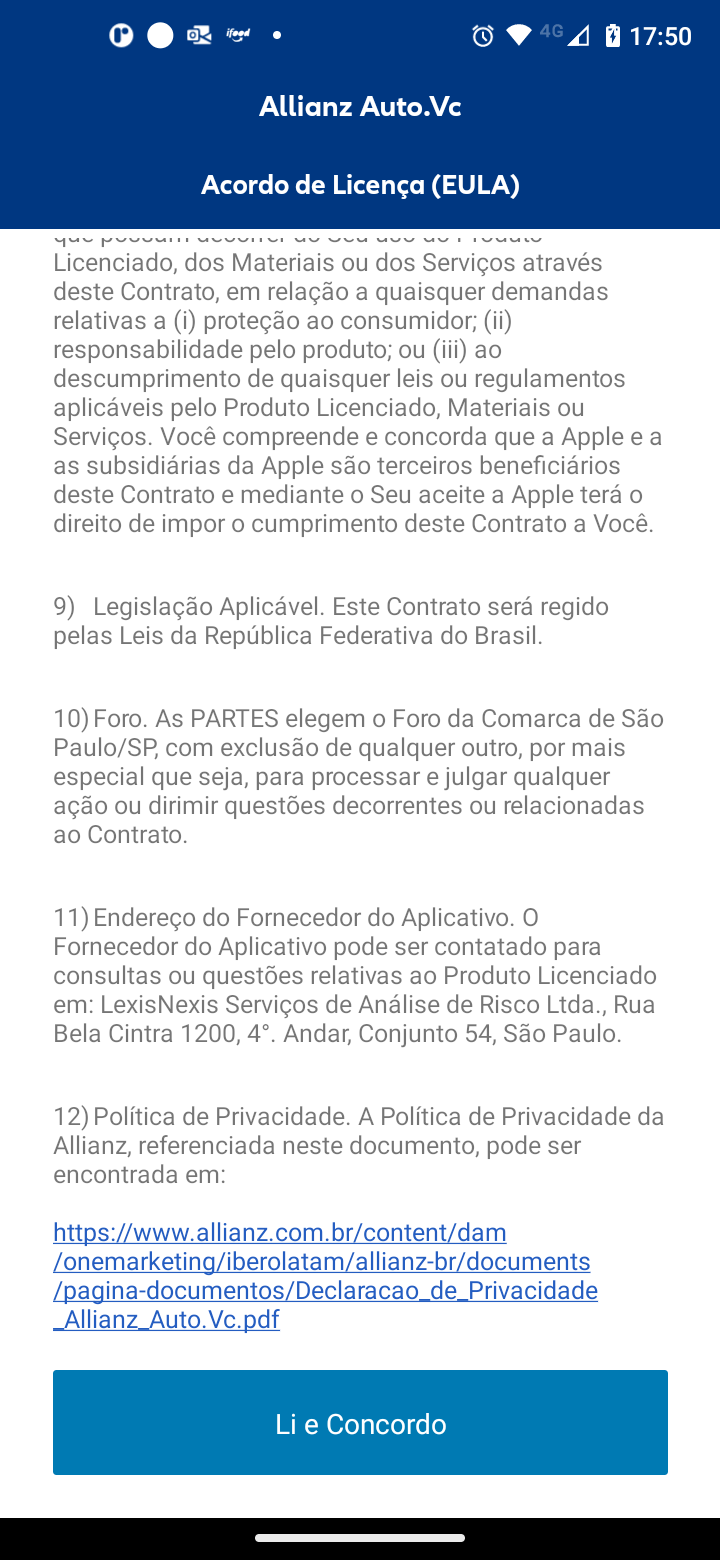 ifood
4G
17:50
Allianz Auto.Vc
Acordo de Licença (EULA)
que possam decorrer do Seu uso do Produto
Licenciado, dos Materiais ou dos Serviços através
deste Contrato, em relação a quaisquer demandas
relativas a (i) proteção ao consumidor; (ii)
responsabilidade pelo produto; ou (iii) ao
descumprimento de quaisquer leis ou regulamentos
aplicáveis pelo Produto Licenciado, Materiais ou
Serviços. Você compreende e concorda que a Apple e a
as subsidiárias da Apple são terceiros beneficiários
deste Contrato e mediante o Seu aceite a Apple terá o
direito de impor o cumprimento deste Contrato a Você.
9) Legislação Aplicável. Este Contrato será regido
pelas Leis da República Federativa do Brasil.
10) Foro. As PARTES elegem o Foro da Comarca de São
Paulo/SP, com exclusão de qualquer outro, por mais
especial que seja, para processar e julgar qualquer
ação ou dirimir questões decorrentes ou relacionadas
ao Contrato.
11) Endereço do Fornecedor do Aplicativo. O
Fornecedor do Aplicativo pode ser contatado para
consultas ou questões relativas ao Produto Licenciado
em: LexisNexis Serviços de Análise de Risco Ltda., Rua
Bela Cintra 1200, 4°. Andar, Conjunto 54, São Paulo.
12) Política de Privacidade. A Política de Privacidade da
Allianz, referenciada neste documento, pode ser
encontrada em:
https://www.allianz.com.br/content/dam
/onemarketing/iberolatam/allianz-br/documents
/pagina-documentos/Declaracao_de_Privacidade
_Allianz_Auto.Vc.pdf
Li e Concordo